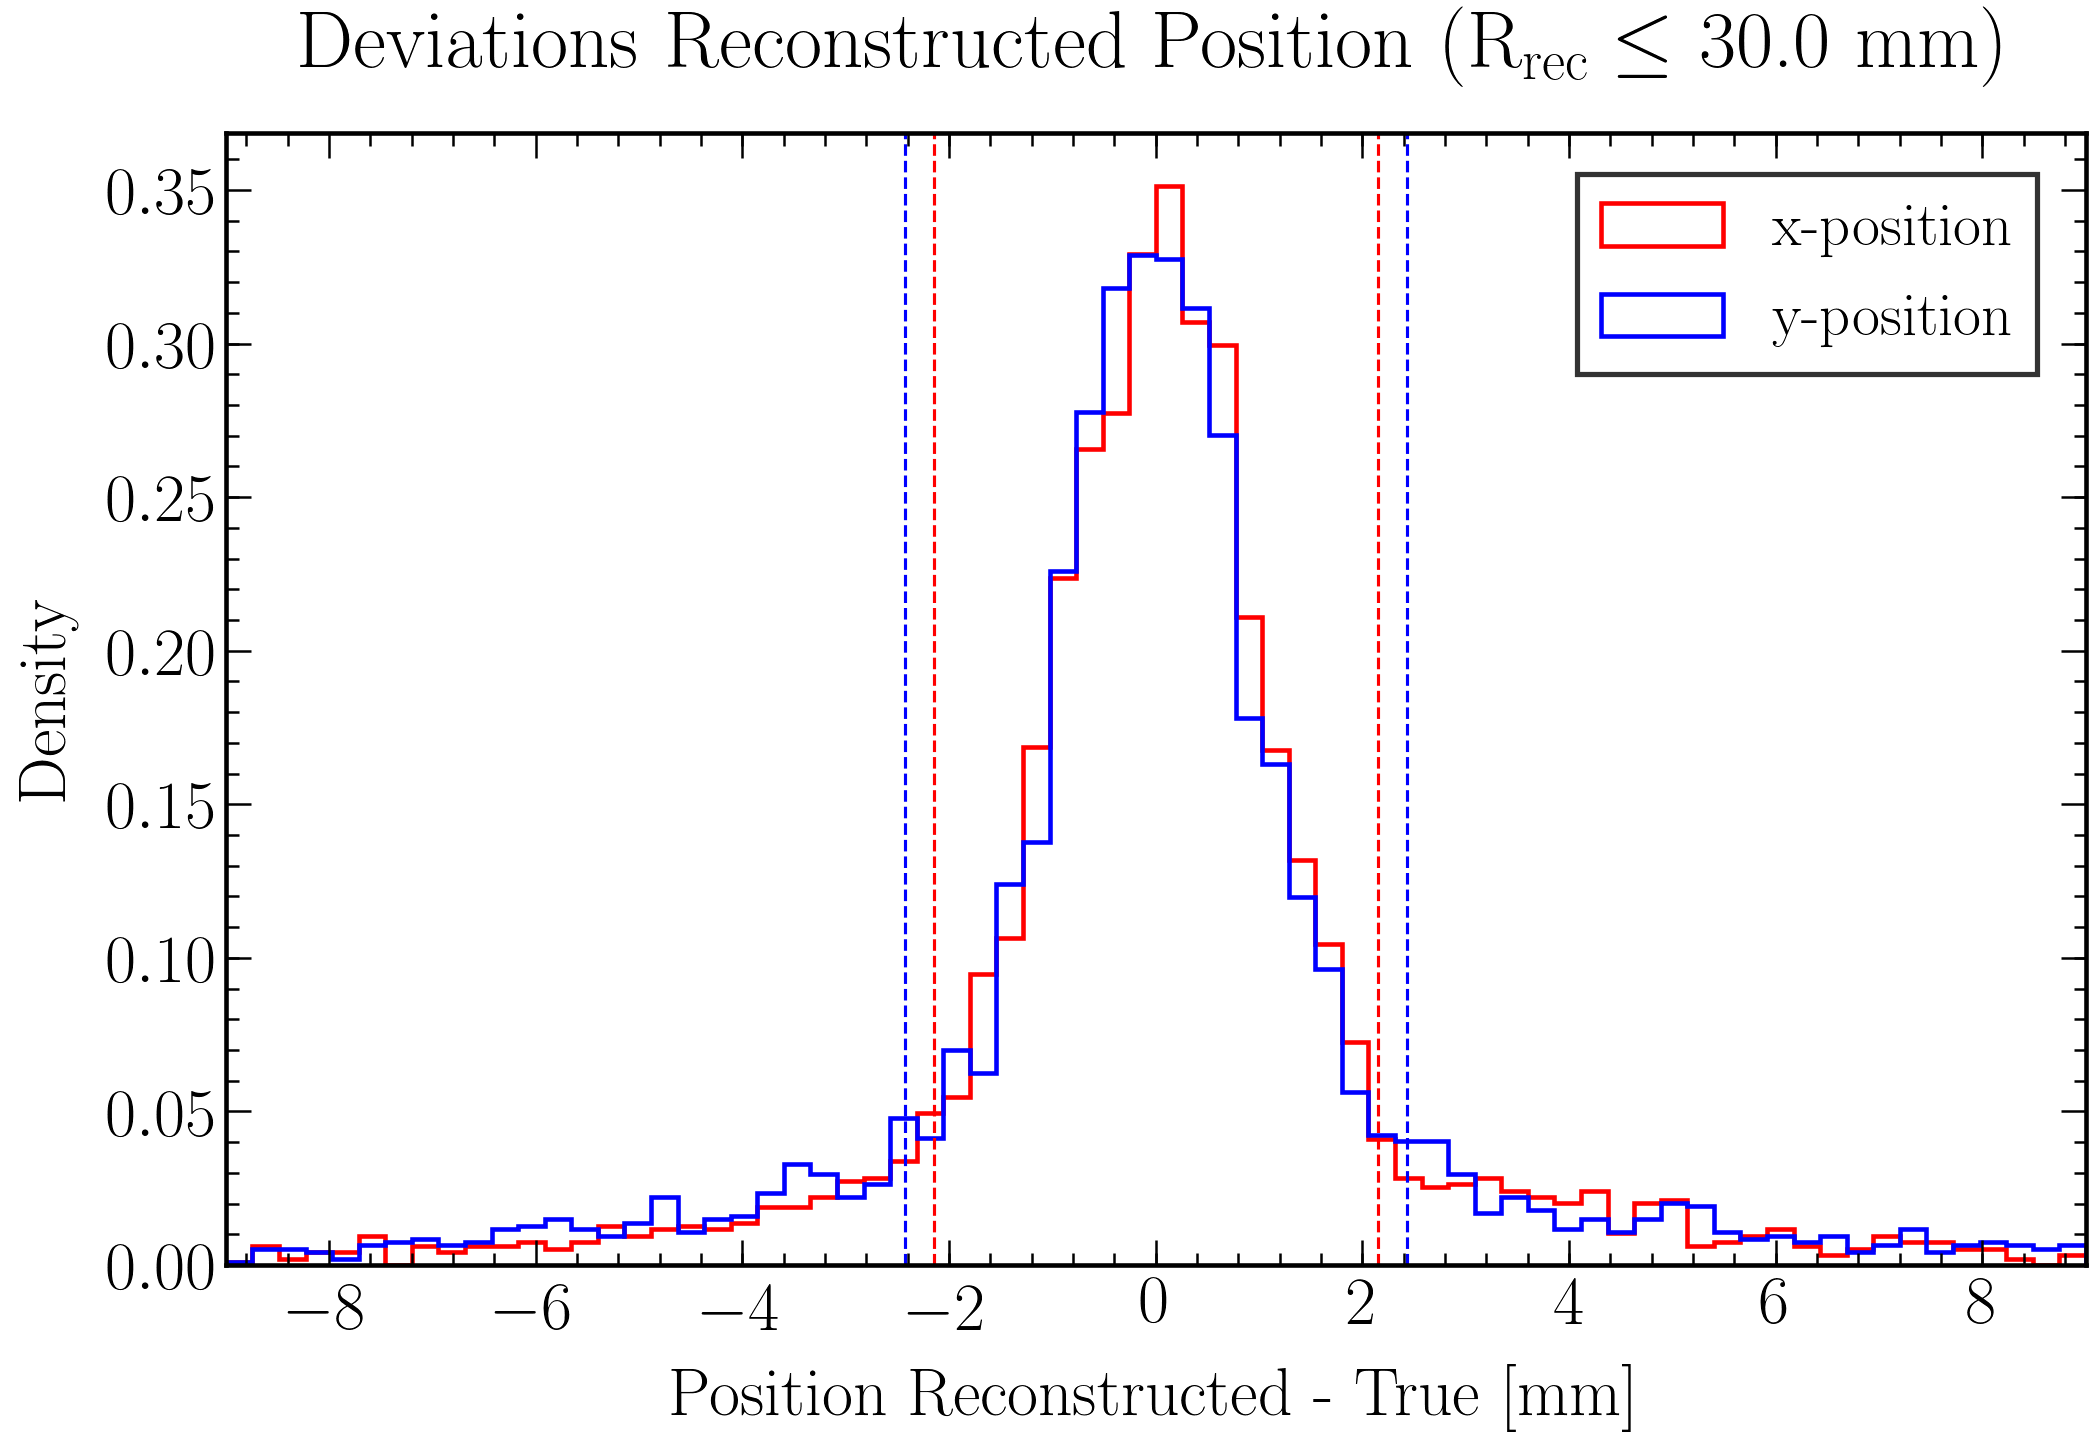 Deviations Reconstructed Position (R_rec ≤ 30.0 mm)
0.35
x-position
y-position
0.30
0.25
0.20
Density
0.15
0.10
0.05
0.00
−8 −6 −4 −2 0 2 4 6 8
Position Reconstructed - True [mm]